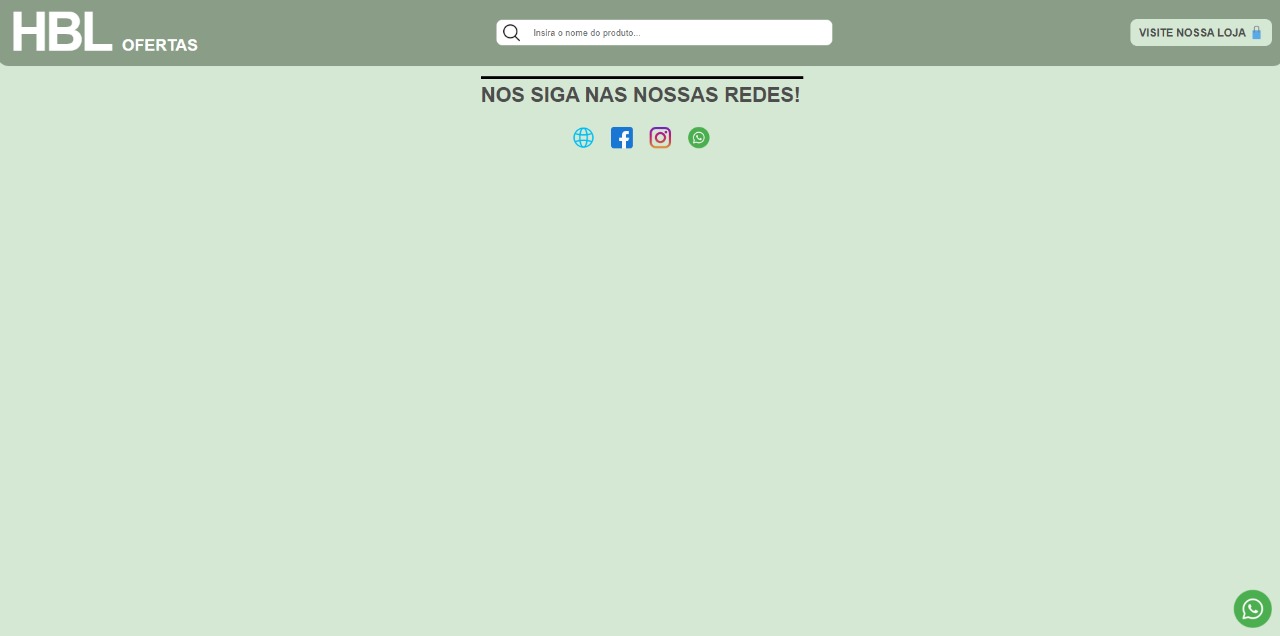 HBL OFERTAS
Insira o nome do produto...
VISITE NOSSA LOJA
NOS SIGA NAS NOSSAS REDES!